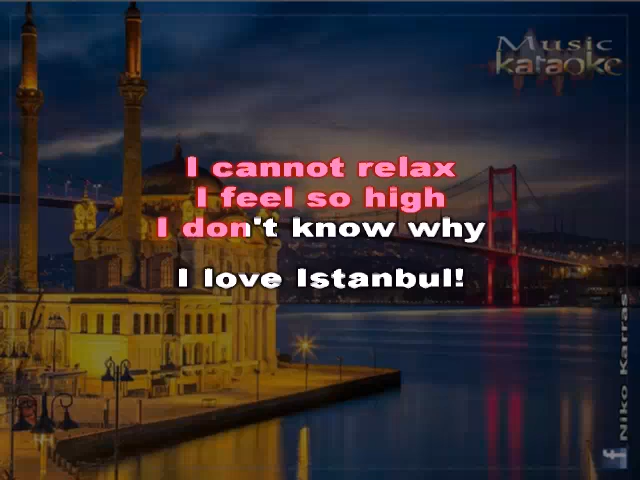 Music
karaoke
I cannot relax
I feel so high
I don't know why
I love Istanbul!
Niko Karras
f